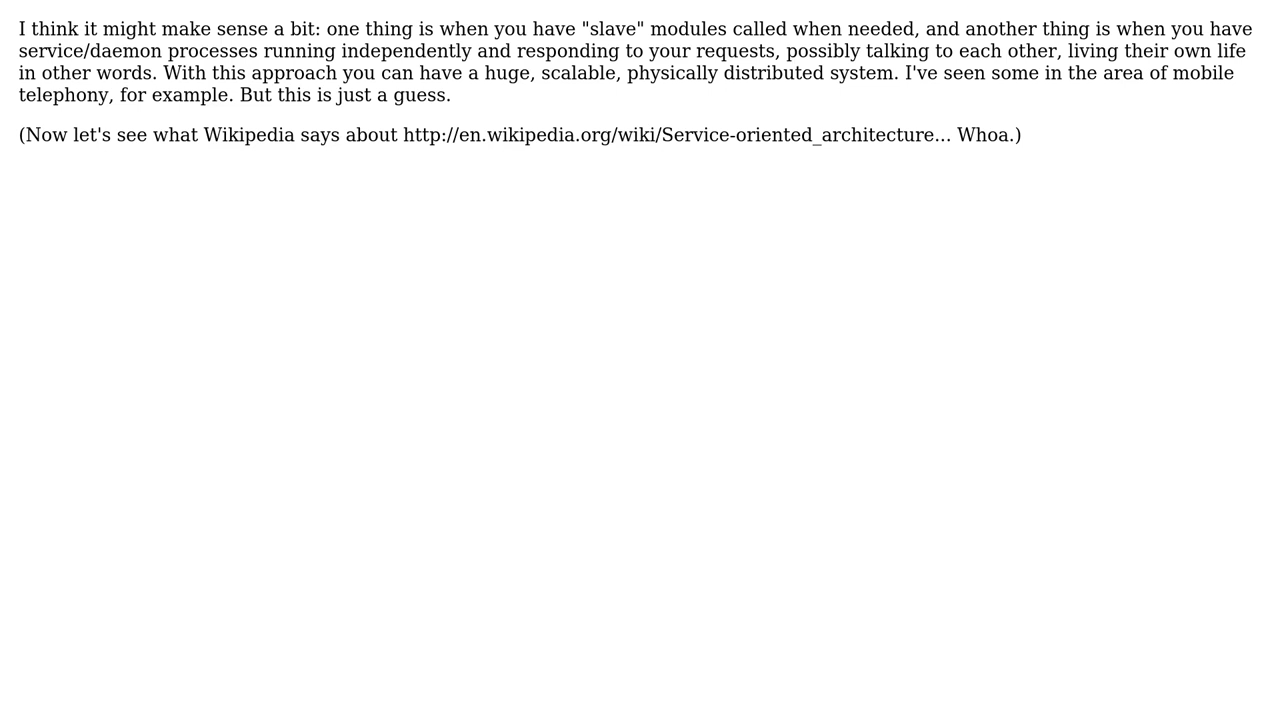 I think it might make sense a bit: one thing is when you have "slave" modules called when needed, and another thing is when you have
service/daemon processes running independently and responding to your requests, possibly talking to each other, living their own life
in other words. With this approach you can have a huge, scalable, physically distributed system. I've seen some in the area of mobile
telephony, for example. But this is just a guess.
(Now let's see what Wikipedia says about http://en.wikipedia.org/wiki/Service-oriented_architecture... Whoa.)